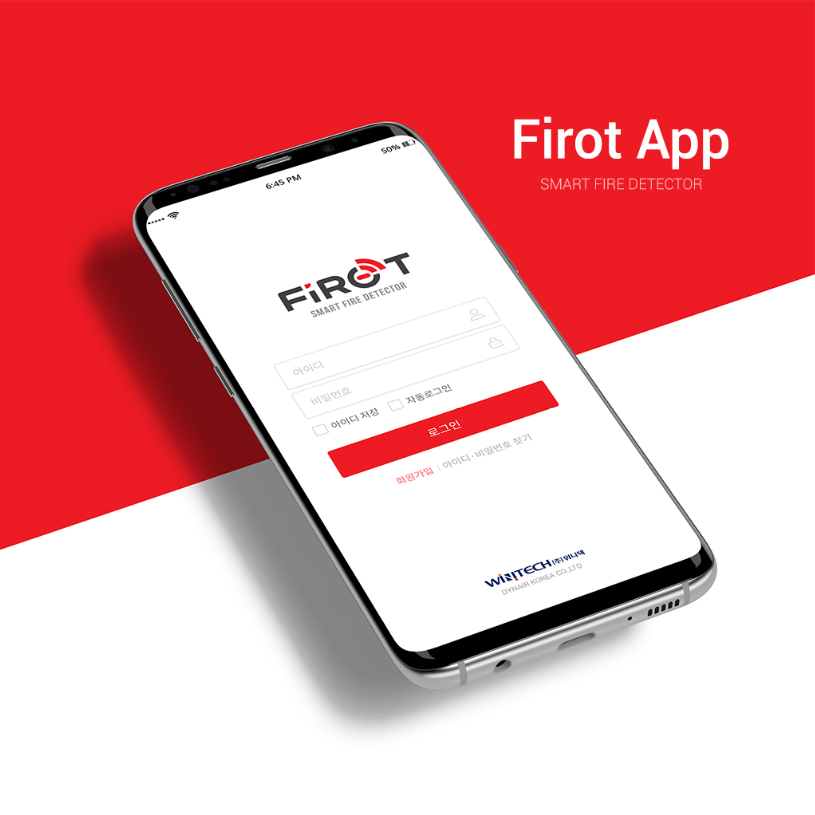 Firot App
SMART FIRE DETECTOR
6:45 PM
50%
FiROT
SMART FIRE DETECTOR
아이디
비밀번호
아이디 저장
자동로그인
로그인
회원가입 | 아이디·비밀번호 찾기
WINITECH (주)위니텍
DYNAIR KOREA CO.,LTD